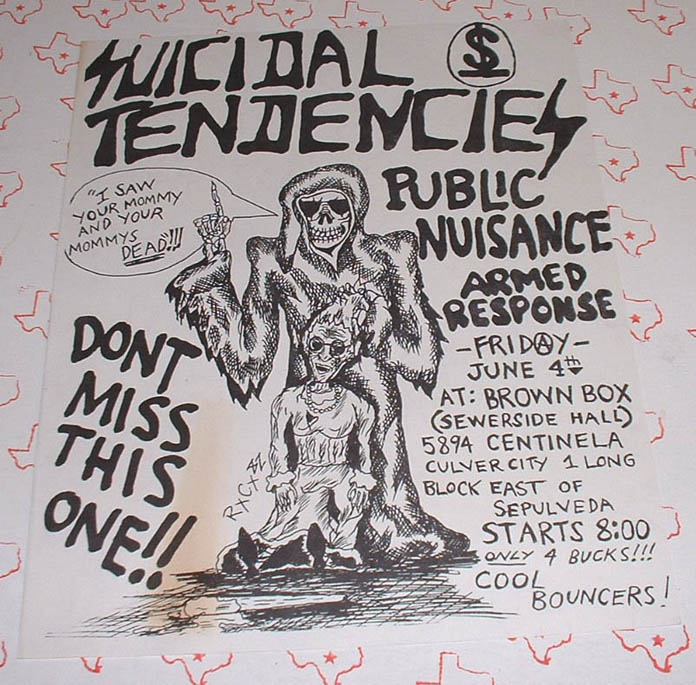 SUICIDAL
TENDENCIES
$
"I SAW
YOUR MOMMY
AND YOUR
MOMMYS
DEAD"!!!
PUBLIC
NUISANCE
ARMED
RESPONSE
-FRIDAY-
JUNE 4th
AT: BROWN BOX
(SEWERSIDE HALL)
5894 CENTINELA
CULVER CITY 1 LONG
BLOCK EAST OF
SEPULVEDA
STARTS 8:00
ONLY 4 BUCKS!!!
COOL
BOUNCERS!
DONT
MISS
THIS
ONE!!